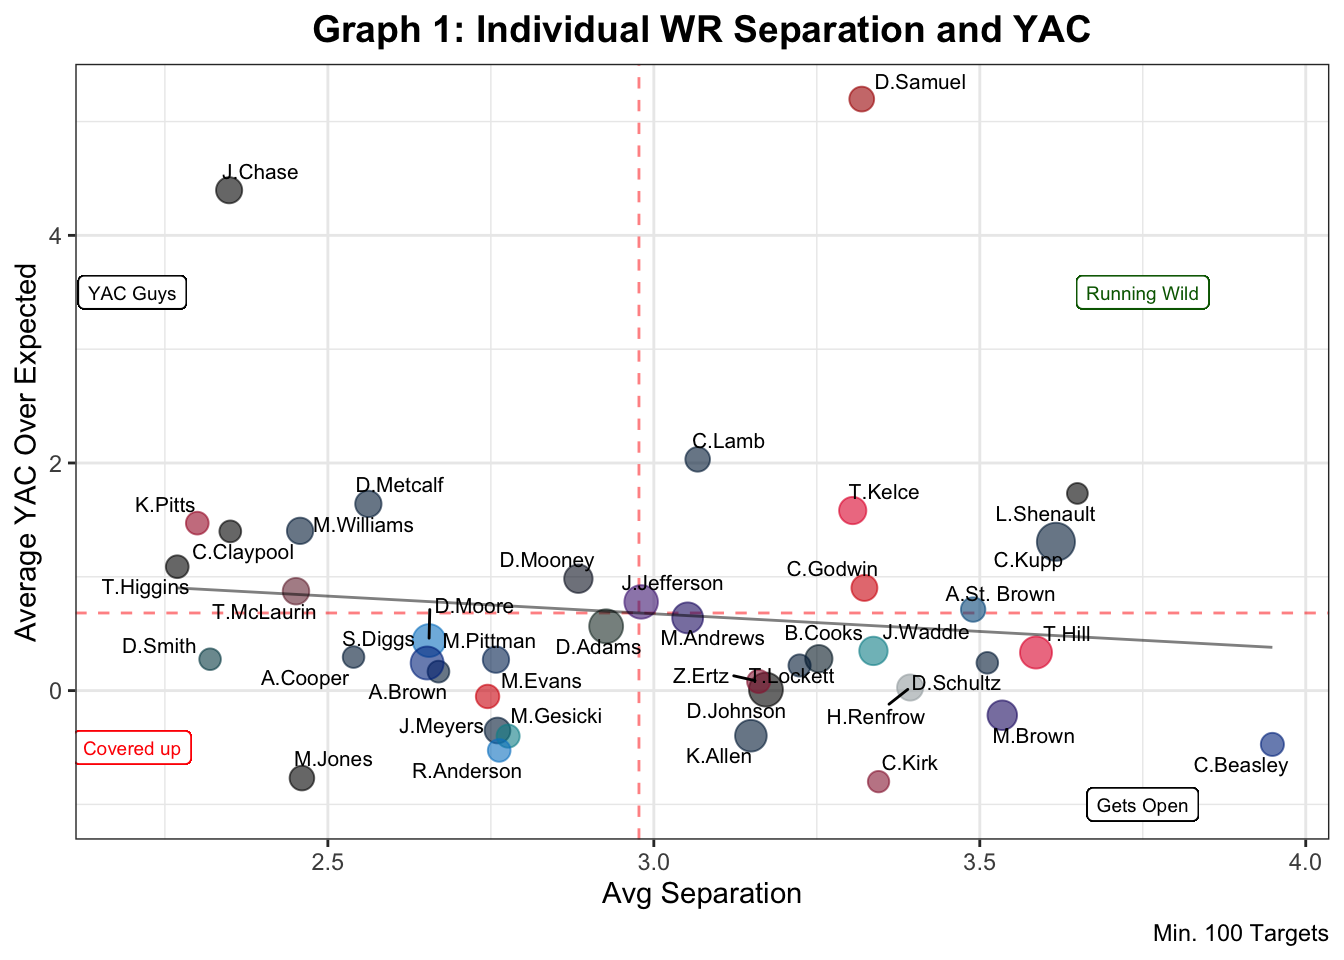 Graph 1: Individual WR Separation and YAC
D.Samuel
J.Chase
4
YAC Guys
Running Wild
Average YAC Over Expected
C.Lamb
2
D.Metcalf
T.Kelce
K.Pitts
L.Shenault
M.Williams
C.Claypool
D.Mooney
C.Kupp
C.Godwin
T.Higgins
J.Jefferson
A.St. Brown
T.McLaurin
D.Moore
S.Diggs
M.Pittman
D.Adams
M.Andrews
B.Cooks
J.Waddle
T.Hill
D.Smith
A.Cooper
A.Brown
M.Evans
Z.Ertz
T.Lockett
D.Schultz
0
J.Meyers
M.Gesicki
D.Johnson
H.Renfrow
M.Brown
Covered up
M.Jones
R.Anderson
K.Allen
C.Kirk
C.Beasley
Gets Open
2.5
3.0
3.5
4.0
Avg Separation
Min. 100 Targets